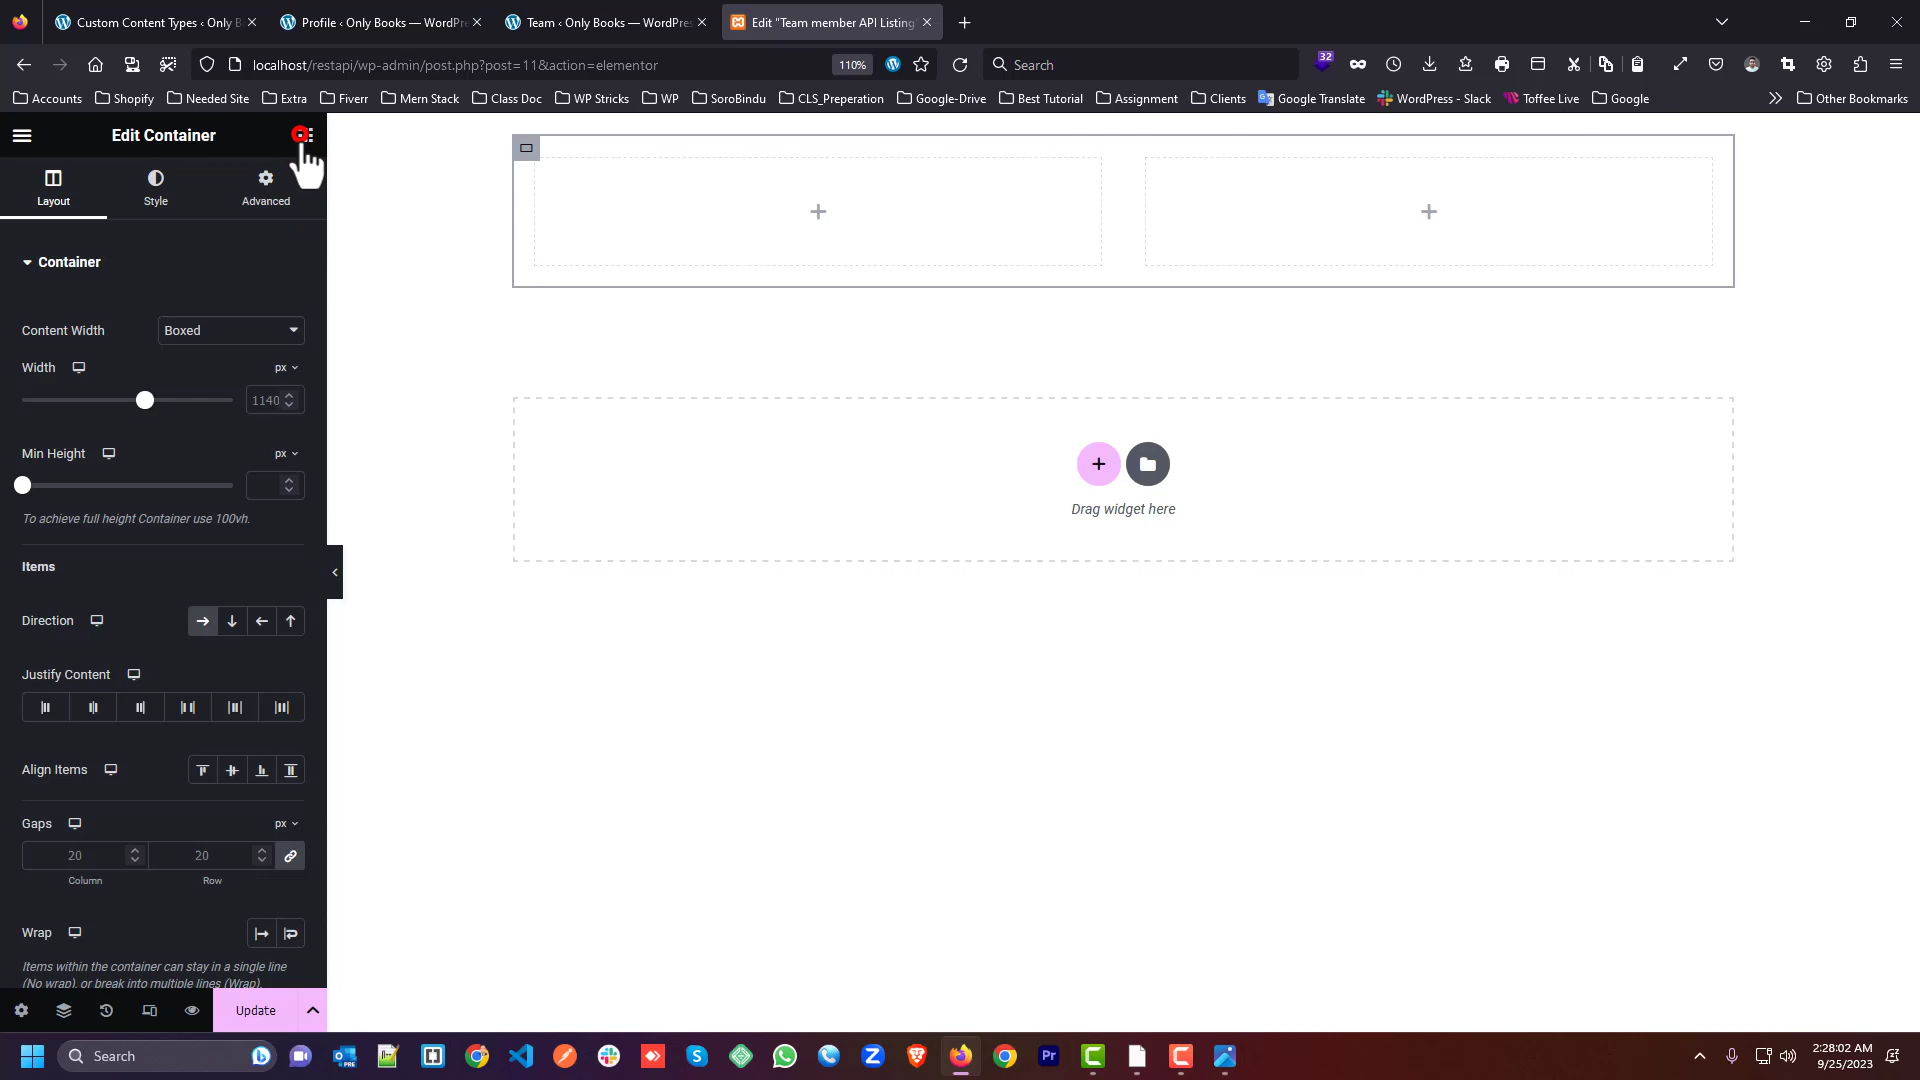 Custom Content Types ‹ Only B
Profile ‹ Only Books — WordPre
Team ‹ Only Books — WordPres
Edit "Team member API Listing"
localhost/restapi/wp-admin/post.php?post=11&action=elementor
110%
Search
32
Accounts
Shopify
Needed Site
Extra
Fiverr
Mern Stack
Class Doc
WP Stricks
WP
SoroBindu
CLS_Preperation
Google-Drive
Best Tutorial
Assignment
Clients
Google Translate
WordPress - Slack
Toffee Live
Google
Other Bookmarks
Edit Container
Layout
Style
Advanced
Container
Content Width
Boxed
Width
px
1140
Min Height
px
To achieve full height Container use 100vh.
Items
Direction
Justify Content
Align Items
Gaps
px
20
20
Column
Row
Wrap
Items within the container can stay in a single line
(No wrap), or break into multiple lines (Wrap).
Update
Drag widget here
Search
PRE
Pr
2:28:02 AM
9/25/2023